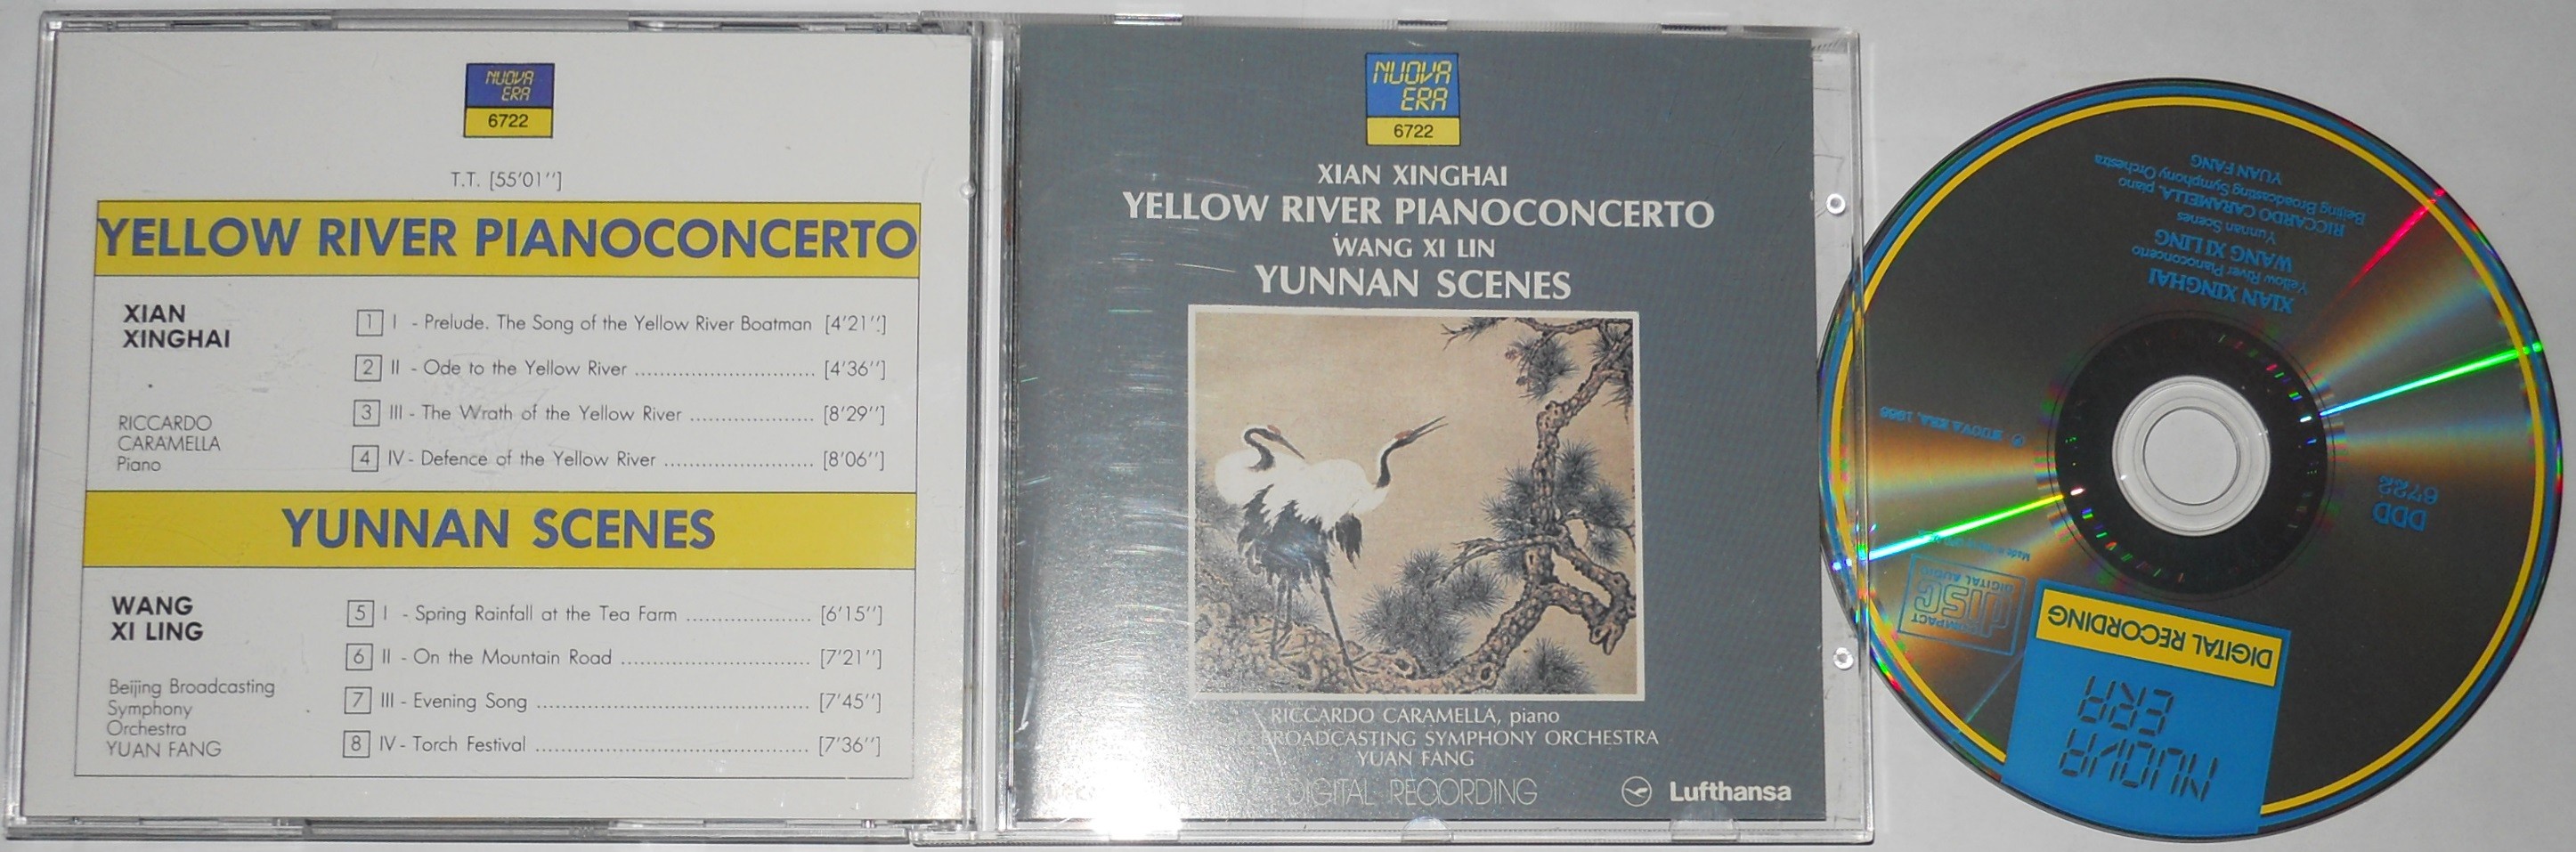 NUOVA
ERA
6722
T.T. [55'01'']
YELLOW RIVER PIANOCONCERTO
XIAN
XINGHAI
RICCARDO
CARAMELLA
Piano
1 I - Prelude. The Song of the Yellow River Boatman [4'21'']
2 II - Ode to the Yellow River ............................ [4'36'']
3 III - The Wrath of the Yellow River ................... [8'29'']
4 IV - Defence of the Yellow River ....................... [8'06'']
YUNNAN SCENES
WANG
XI LING
Beijing Broadcasting
Symphony
Orchestra
YUAN FANG
5 I - Spring Rainfall at the Tea Farm ................... [6'15'']
6 II - On the Mountain Road ............................. [7'21'']
7 III - Evening Song .......................................... [7'45'']
8 IV - Torch Festival .......................................... [7'36'']
NUOVA
ERA
6722
XIAN XINGHAI
YELLOW RIVER PIANOCONCERTO
WANG XI LIN
YUNNAN SCENES
RICCARDO CARAMELLA, piano
BROADCASTING SYMPHONY ORCHESTRA
YUAN FANG
DIGITAL RECORDING
Lufthansa
NUOVA
ERA
DIGITAL RECORDING
COMPACT
disc
DIGITAL AUDIO
DDD
6722
XIAN XINGHAI
Yellow River Pianoconcerto
WANG XI LING
Yunnan Scenes
RICCARDO CARAMELLA, piano
Beijing Broadcasting Symphony Orchestra
YUAN FANG